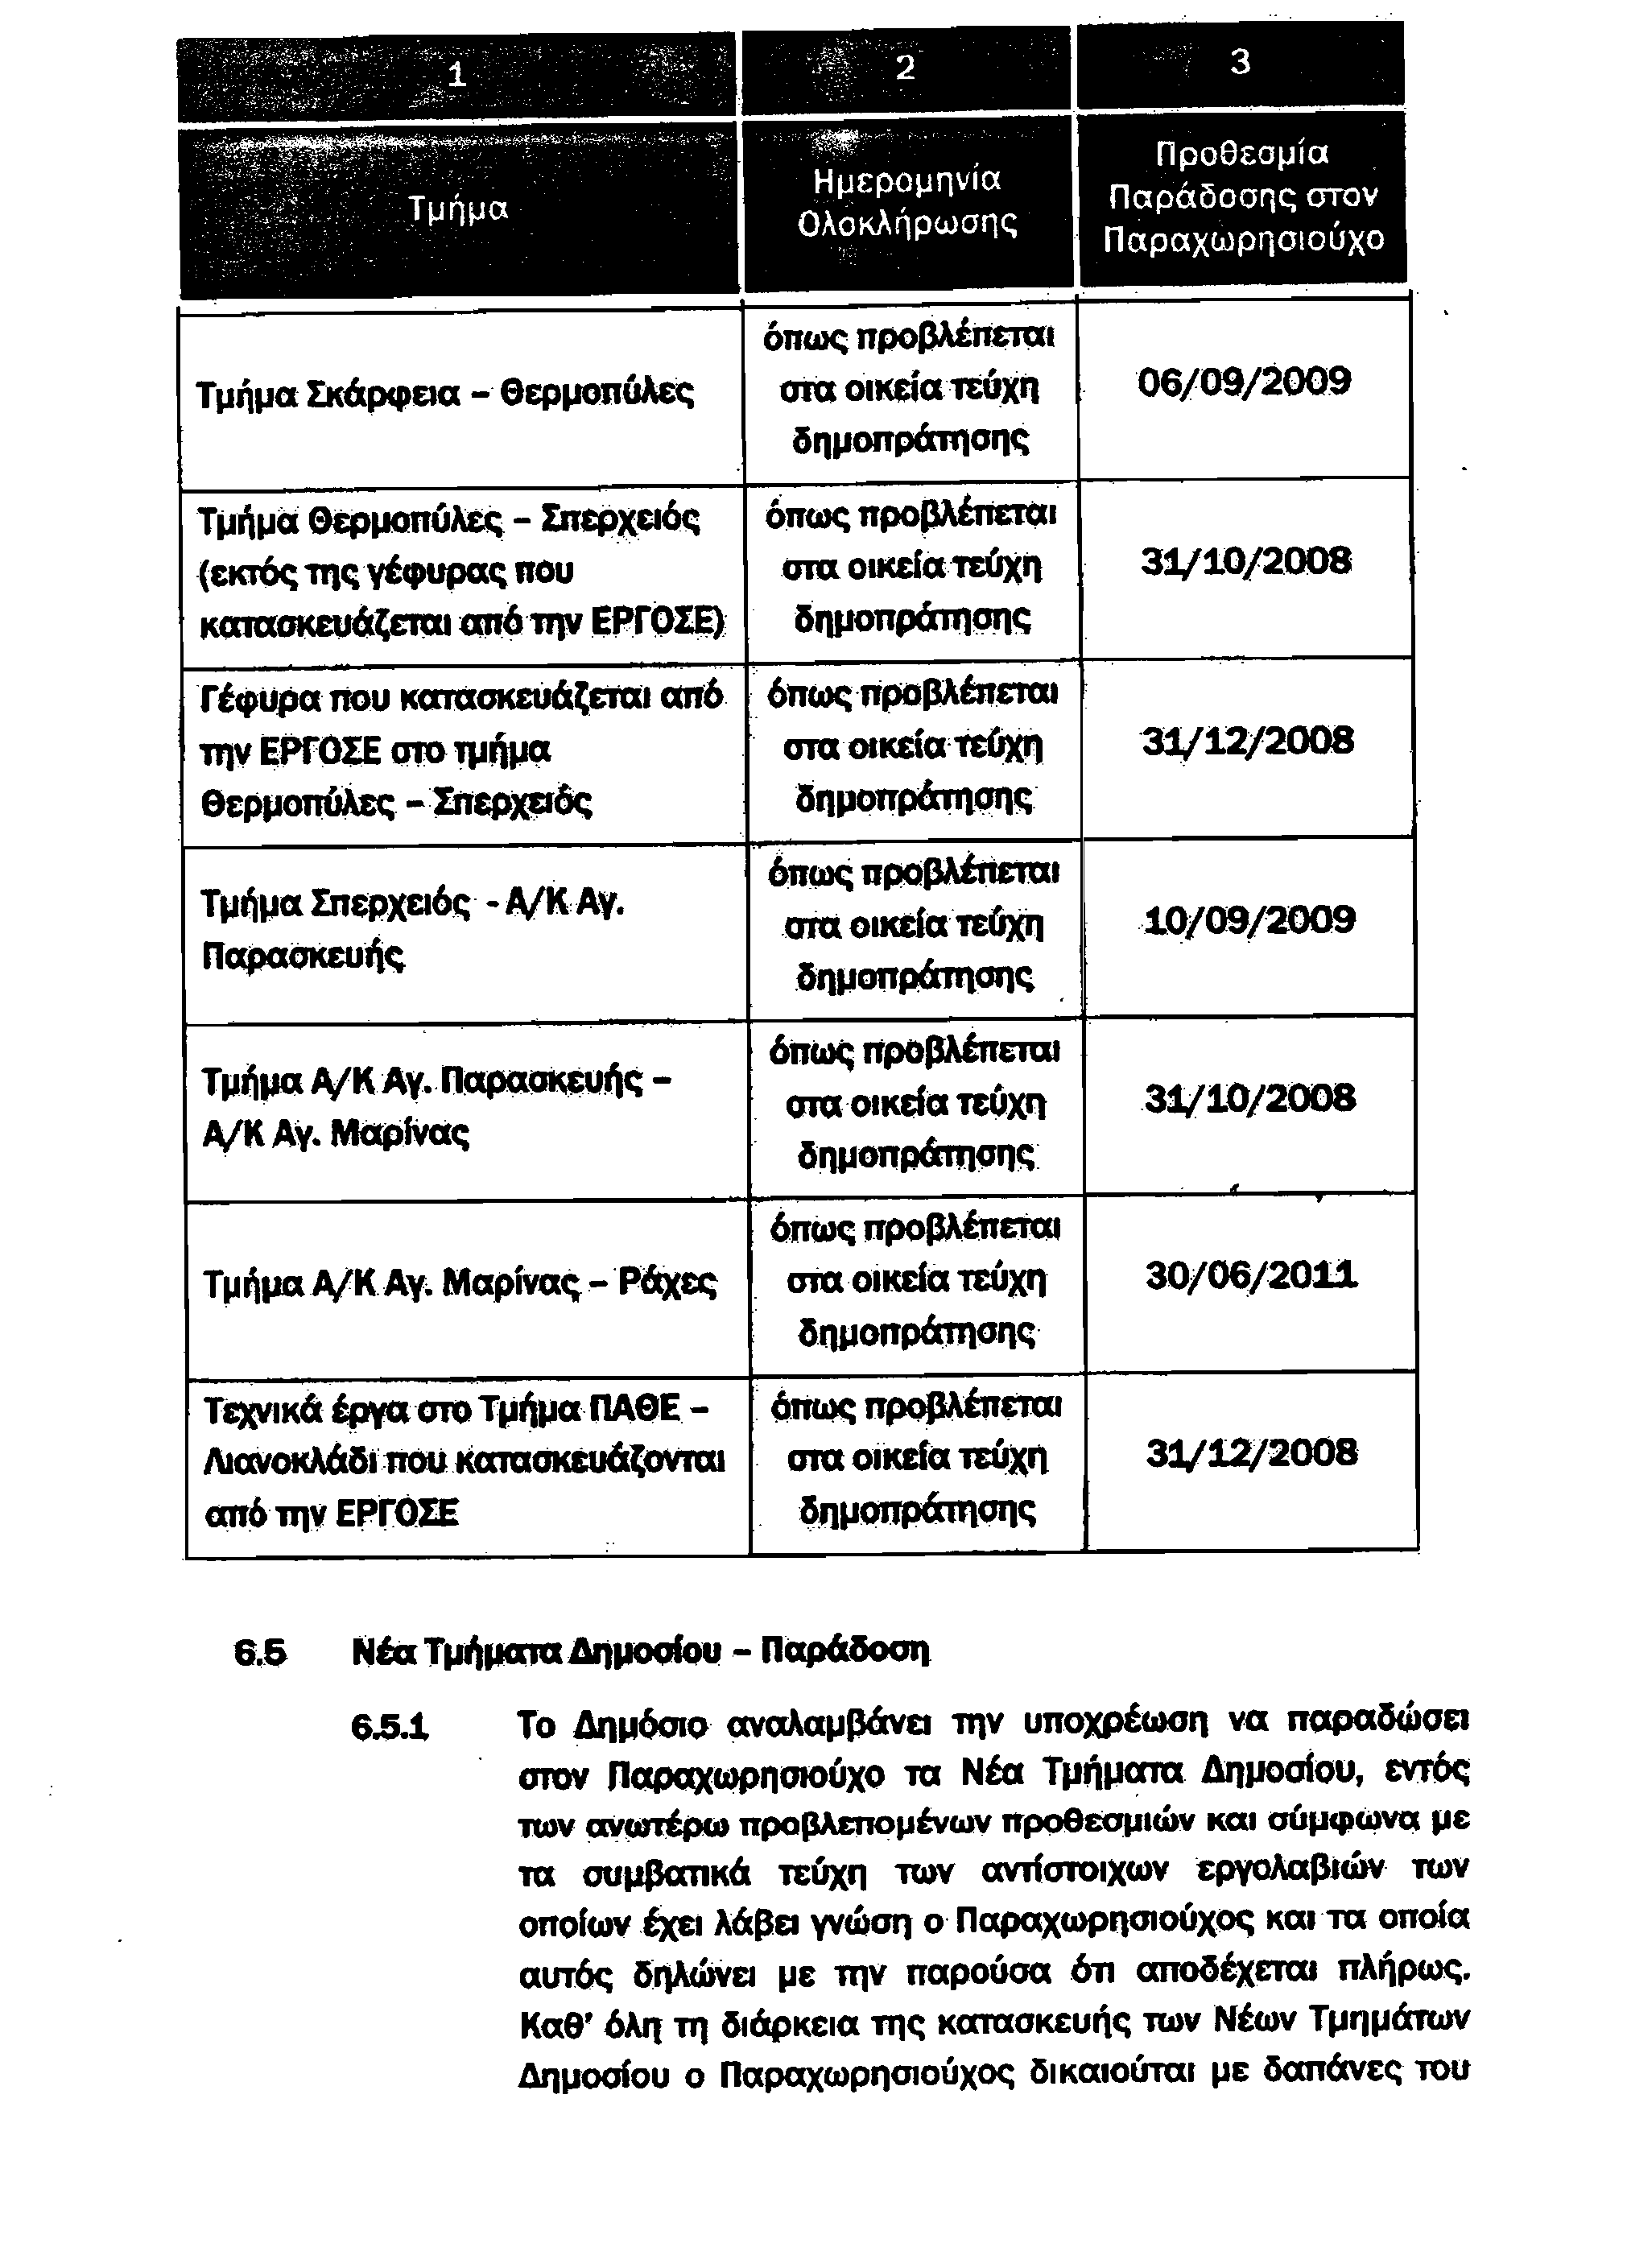 1
2
3
Τμήμα
Ημερομηνία
Ολοκλήρωσης
Προθεσμία
Παράδοσης στον
Παραχωρησιούχο
Τμήμα Σκάρφεια – Θερμοπύλες
όπως προβλέπεται
στα οικεία τεύχη
δημοπράτησης
06/09/2009
Τμήμα Θερμοπύλες – Σπερχειός
(εκτός της γέφυρας που
κατασκευάζεται από την ΕΡΓΟΣΕ)
όπως προβλέπεται
στα οικεία τεύχη
δημοπράτησης
31/10/2008
Γέφυρα που κατασκευάζεται από
την ΕΡΓΟΣΕ στο τμήμα
Θερμοπύλες – Σπερχειός
όπως προβλέπεται
στα οικεία τεύχη
δημοπράτησης
31/12/2008
Τμήμα Σπερχειός - Α/Κ Αγ.
Παρασκευής
όπως προβλέπεται
στα οικεία τεύχη
δημοπράτησης
10/09/2009
Τμήμα Α/Κ Αγ. Παρασκευής –
Α/Κ Αγ. Μαρίνας
όπως προβλέπεται
στα οικεία τεύχη
δημοπράτησης
31/10/2008
Τμήμα Α/Κ Αγ. Μαρίνας – Ράχες
όπως προβλέπεται
στα οικεία τεύχη
δημοπράτησης
30/06/2011
Τεχνικά έργα στο Τμήμα ΠΑΘΕ –
Λιανοκλάδι που κατασκευάζονται
από την ΕΡΓΟΣΕ
όπως προβλέπεται
στα οικεία τεύχη
δημοπράτησης
31/12/2008
6.5 Νέα Τμήματα Δημοσίου – Παράδοση
6.5.1 Το Δημόσιο αναλαμβάνει την υποχρέωση να παραδώσει
στον Παραχωρησιούχο τα Νέα Τμήματα Δημοσίου, εντός
των ανωτέρω προβλεπομένων προθεσμιών και σύμφωνα με
τα συμβατικά τεύχη των αντίστοιχων εργολαβιών των
οποίων έχει λάβει γνώση ο Παραχωρησιούχος και τα οποία
αυτός δηλώνει με την παρούσα ότι αποδέχεται πλήρως.
Καθ’ όλη τη διάρκεια της κατασκευής των Νέων Τμημάτων
Δημοσίου ο Παραχωρησιούχος δικαιούται με δαπάνες του